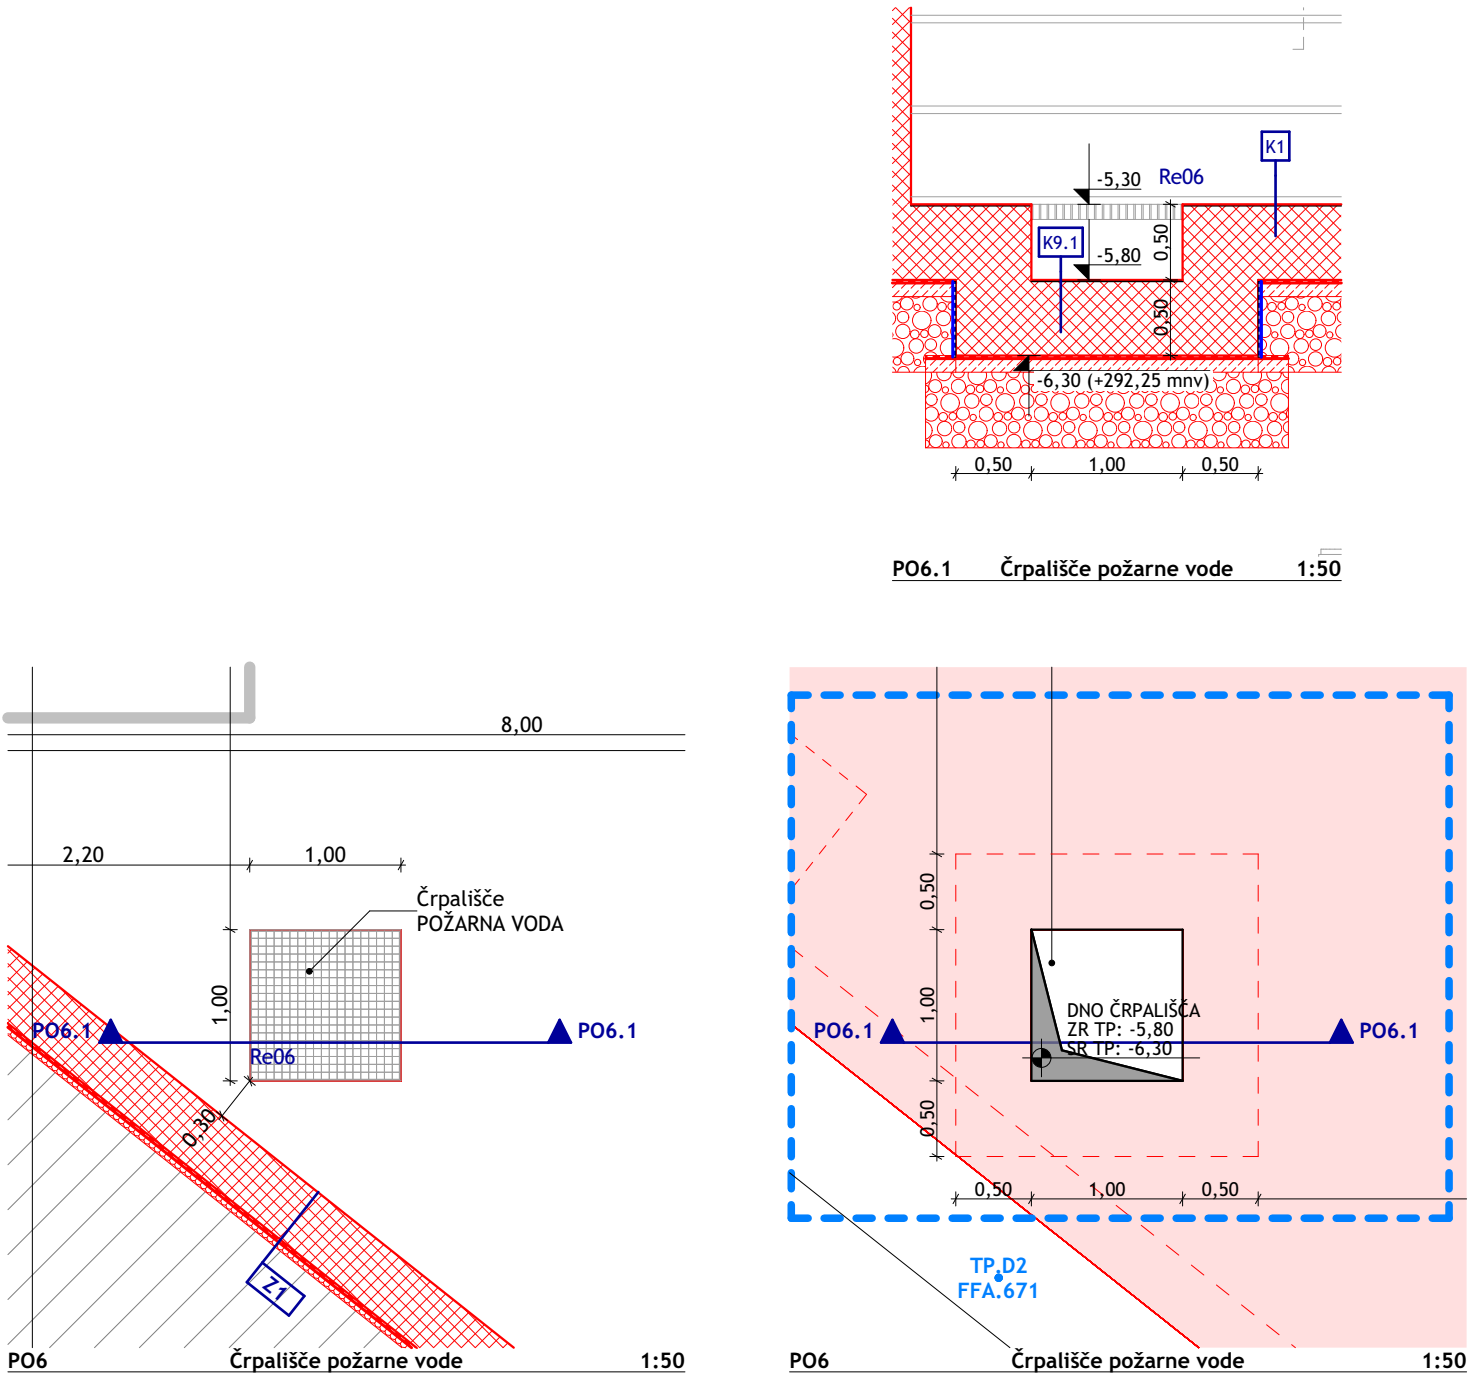 K1
-5,30
Re06
K9.1
-5,80
0,50
0,50
-6,30 (+292,25 mnv)
0,50
1,00
0,50
PO6.1 Črpališče požarne vode 1:50
8,00
2,20
1,00
Črpališče
POŽARNA VODA
1,00
PO6.1
PO6.1
Re06
0,30
Z1
PO6 Črpališče požarne vode 1:50
0,50
1,00
0,50
DNO ČRPALIŠČA
ZR TP: -5,80
SR TP: -6,30
PO6.1
PO6.1
0,50
1,00
0,50
TP.D2
FFA.671
PO6 Črpališče požarne vode 1:50